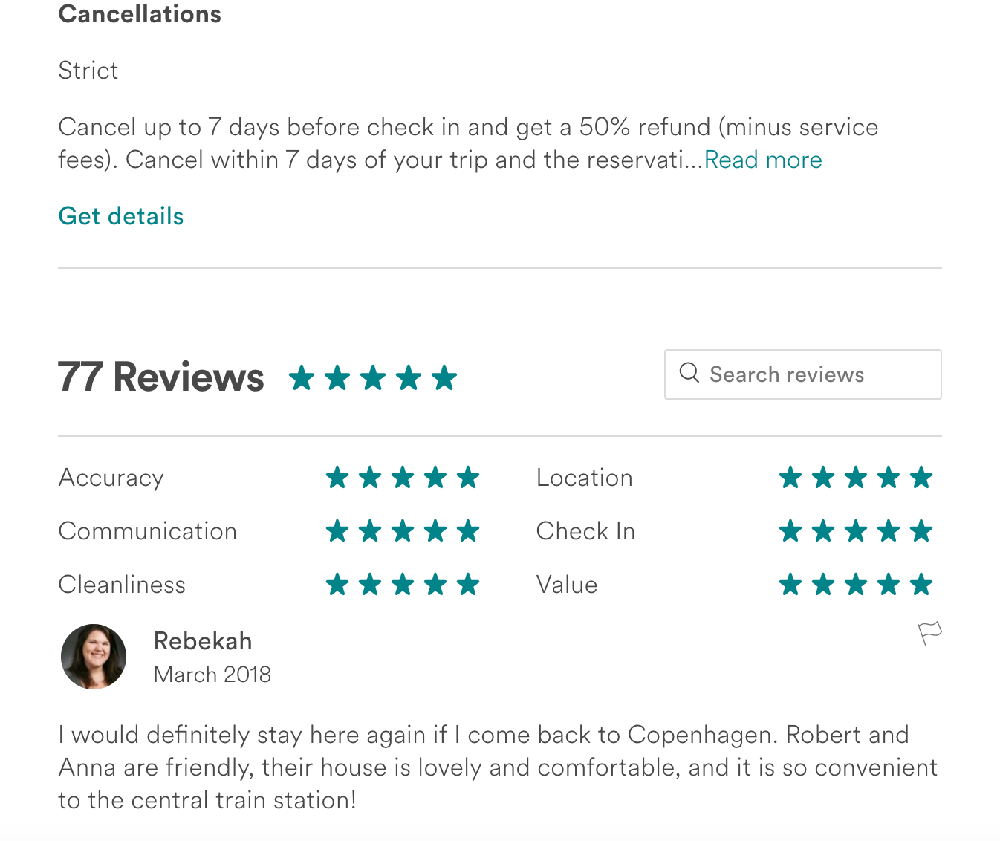 Cancellations
Strict
Cancel up to 7 days before check in and get a 50% refund (minus service
fees). Cancel within 7 days of your trip and the reservati...Read more
Get details
77 Reviews
Search reviews
Accuracy
Location
Communication
Check In
Cleanliness
Value
Rebekah
March 2018
I would definitely stay here again if I come back to Copenhagen. Robert and
Anna are friendly, their house is lovely and comfortable, and it is so convenient
to the central train station!